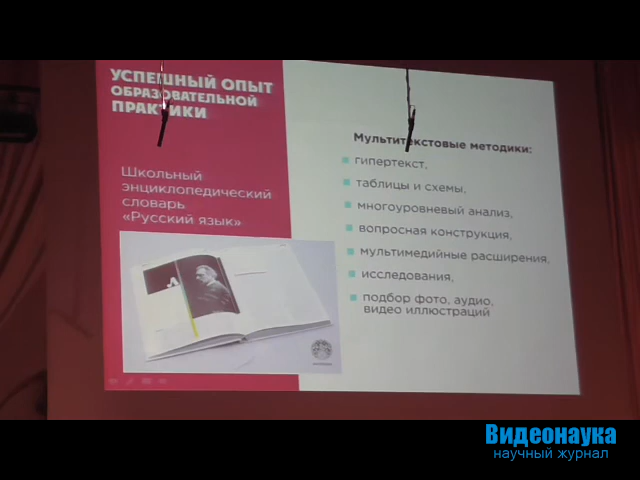 УСПЕШНЫЙ ОПЫТ
ОБРАЗОВАТЕЛЬНОЙ
ПРАКТИКИ
Школьный
энциклопедический
словарь
«Русский язык»
Мультитекстовые методики:
гипертекст,
таблицы и схемы,
многоуровневый анализ,
вопросная конструкция,
мультимедийные расширения,
исследования,
подбор фото, аудио,
видео иллюстраций
Видеонаука
научный журнал